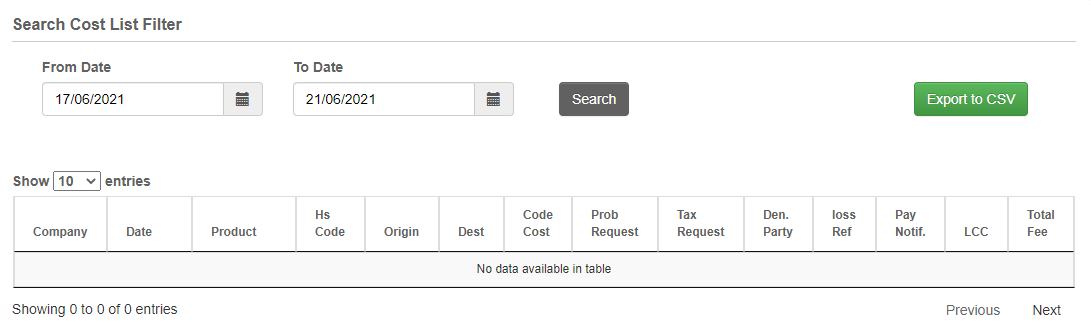 Search Cost List Filter
From Date To Date
17/06/2021 21/06/2021 Search Export to CSV
Show 10 entries
Company Date Product Hs Code Origin Dest Code Cost Prob Request Tax Request Den. Party loss Ref Pay Notif. LCC Total Fee
No data available in table
Showing 0 to 0 of 0 entries Previous Next